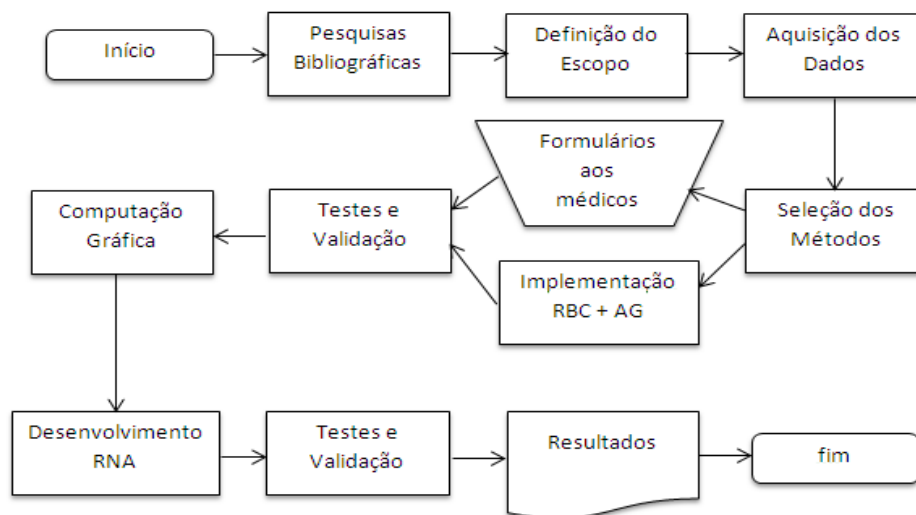 Início
Pesquisas
Bibliográficas
Definição do
Escopo
Aquisição dos
Dados
Seleção dos
Métodos
Formulários
aos
médicos
Implementação
RBC + AG
Testes e
Validação
Computação
Gráfica
Desenvolvimento
RNA
Testes e
Validação
Resultados
fim